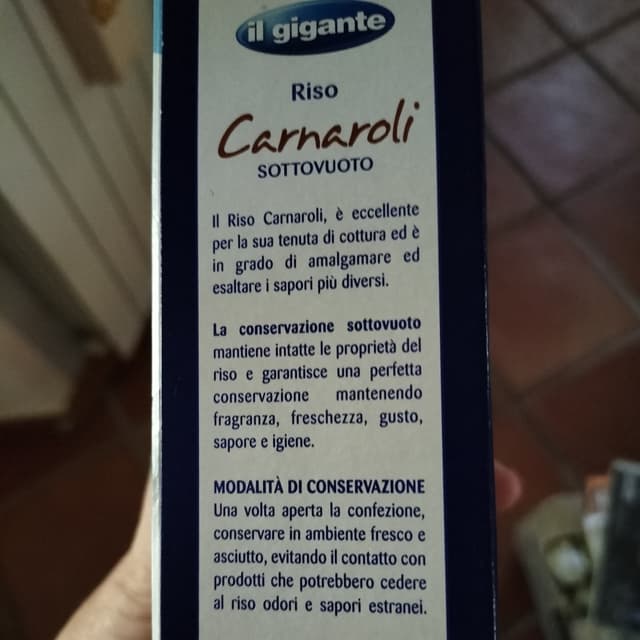 il gigante
Riso
Carnaroli
SOTTOVUOTO
Il Riso Carnaroli, è eccellente
per la sua tenuta di cottura ed è
in grado di amalgamare ed
esaltare i sapori più diversi.
La conservazione sottovuoto
mantiene intatte le proprietà del
riso e garantisce una perfetta
conservazione mantenendo
fragranza, freschezza, gusto,
sapore e igiene.
MODALITÀ DI CONSERVAZIONE
Una volta aperta la confezione,
conservare in ambiente fresco e
asciutto, evitando il contatto con
prodotti che potrebbero cedere
al riso odori e sapori estranei.